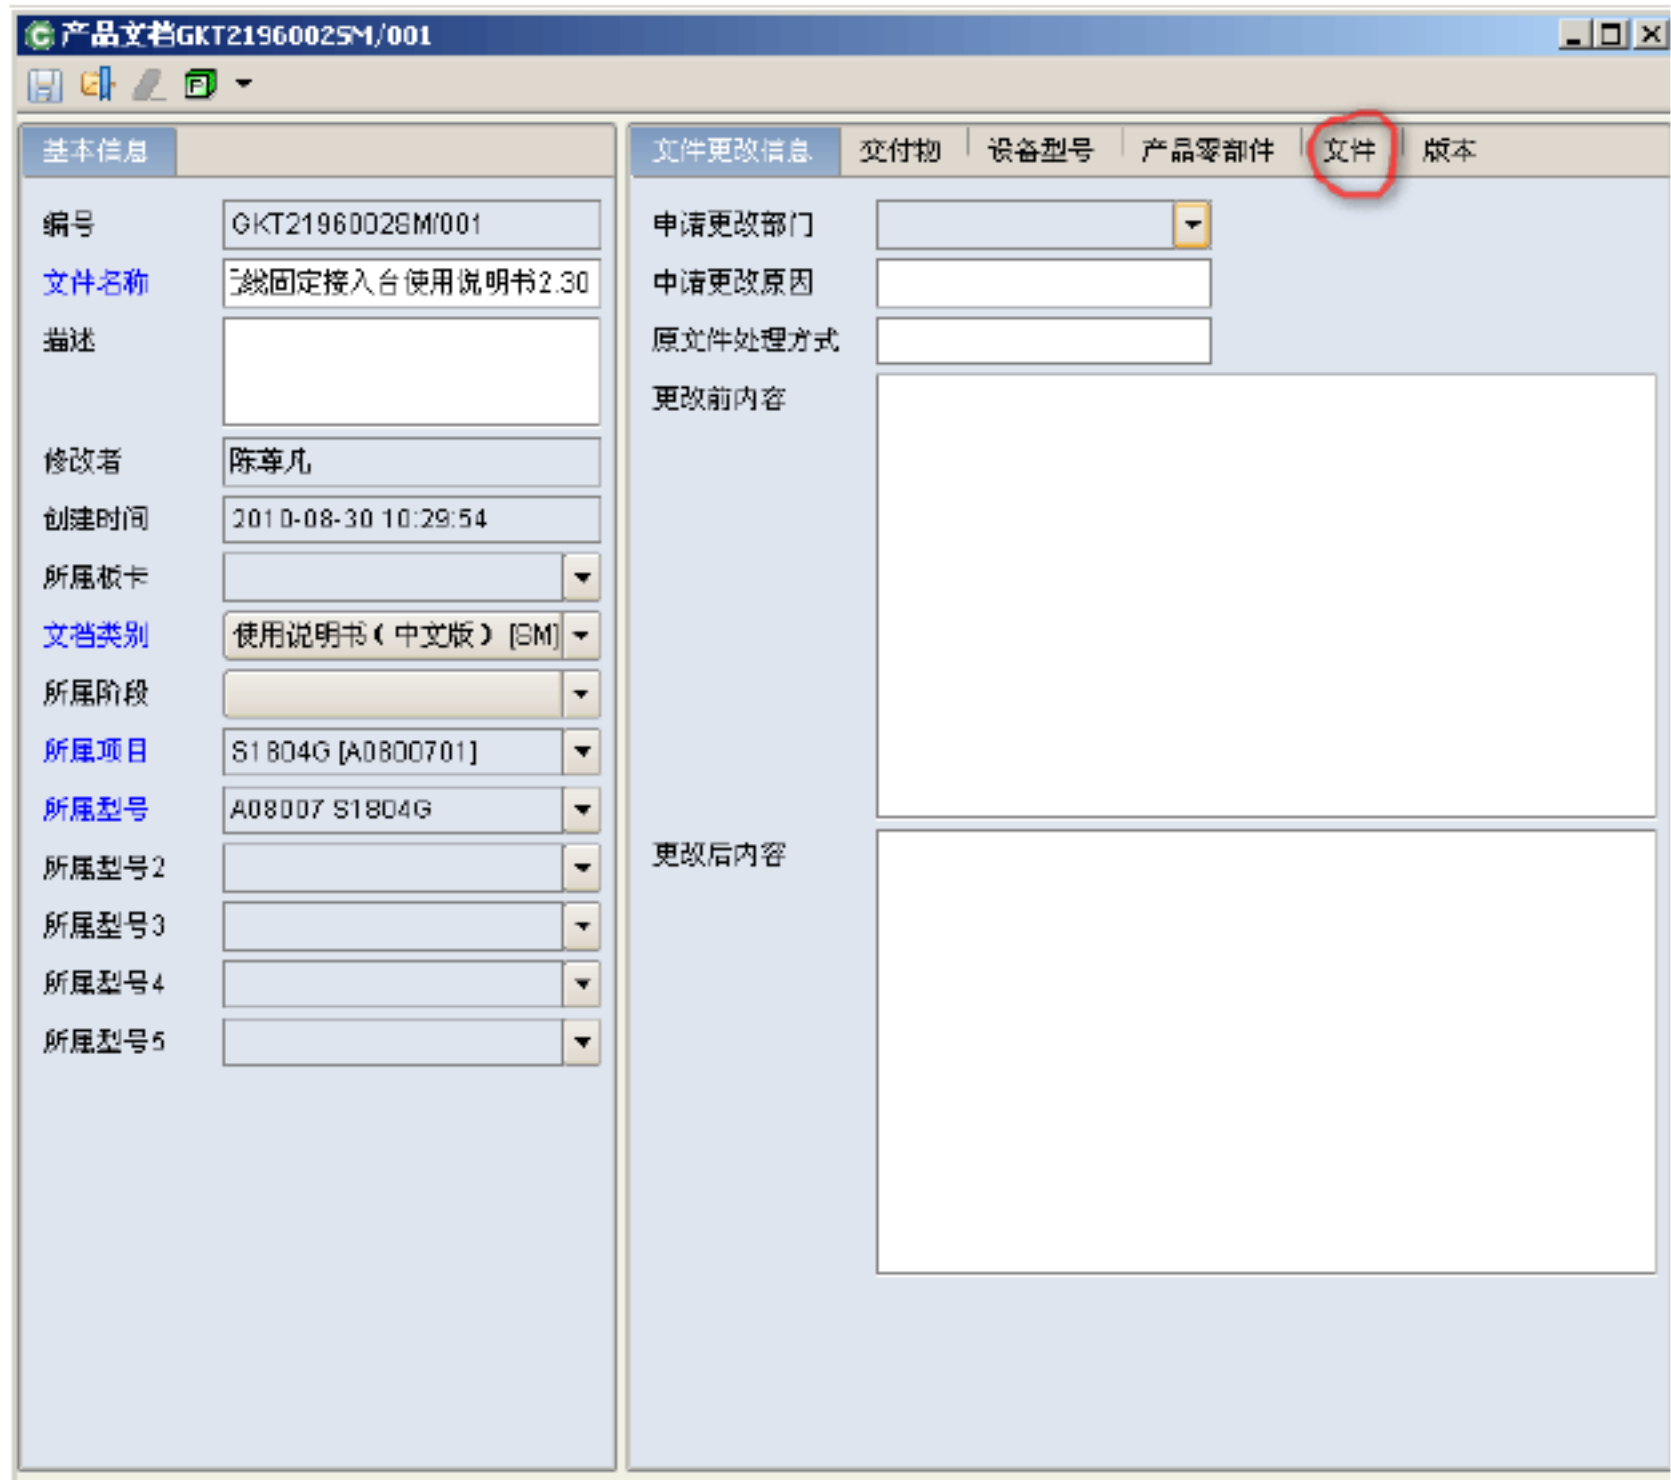 产品文档GKT2196002SM/001
基本信息
编号 GKT2196002SM/001
文件名称 线固定接入台使用说明书2.30
描述
修改者 陈尊凡
创建时间 2010-08-30 10:29:54
所属板卡
文档类别 使用说明书(中文版) [SM]
所属阶段
所属项目 S1804G [A0800701]
所属型号 A08007 S1804G
所属型号2
所属型号3
所属型号4
所属型号5
文件更改信息 交付物 设备型号 产品零部件 文件 版本
申请更改部门
申请更改原因
原文件处理方式
更改前内容
更改后内容